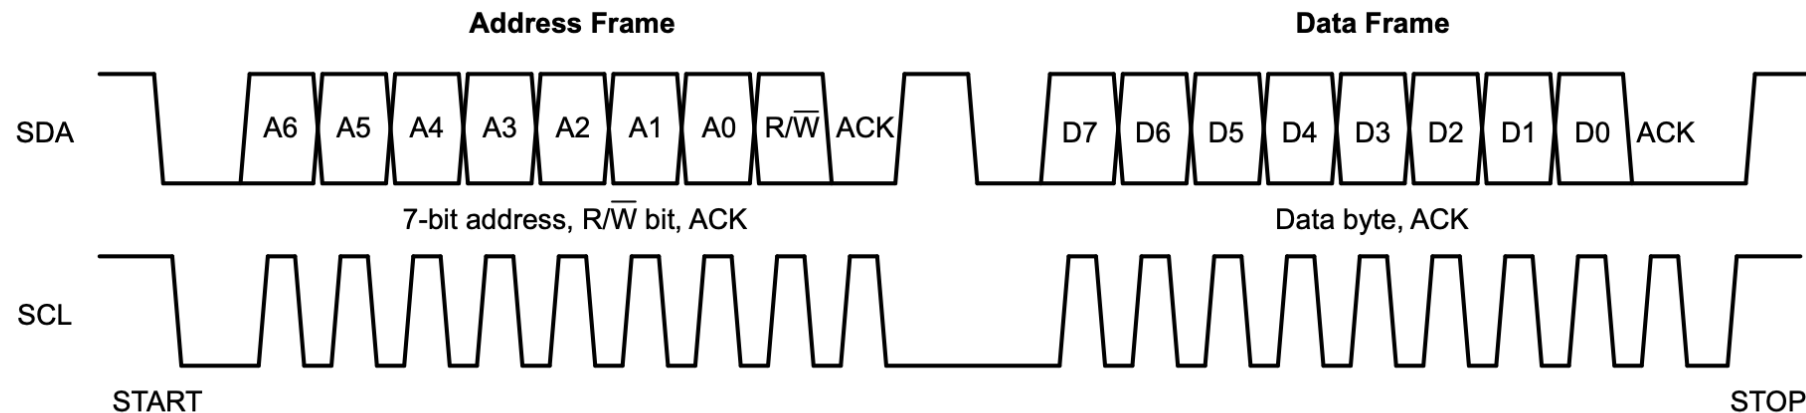 Address Frame Data Frame
SDA A6 A5 A4 A3 A2 A1 A0 R/W̅ ACK D7 D6 D5 D4 D3 D2 D1 D0 ACK
7-bit address, R/W̅ bit, ACK Data byte, ACK
SCL
START STOP